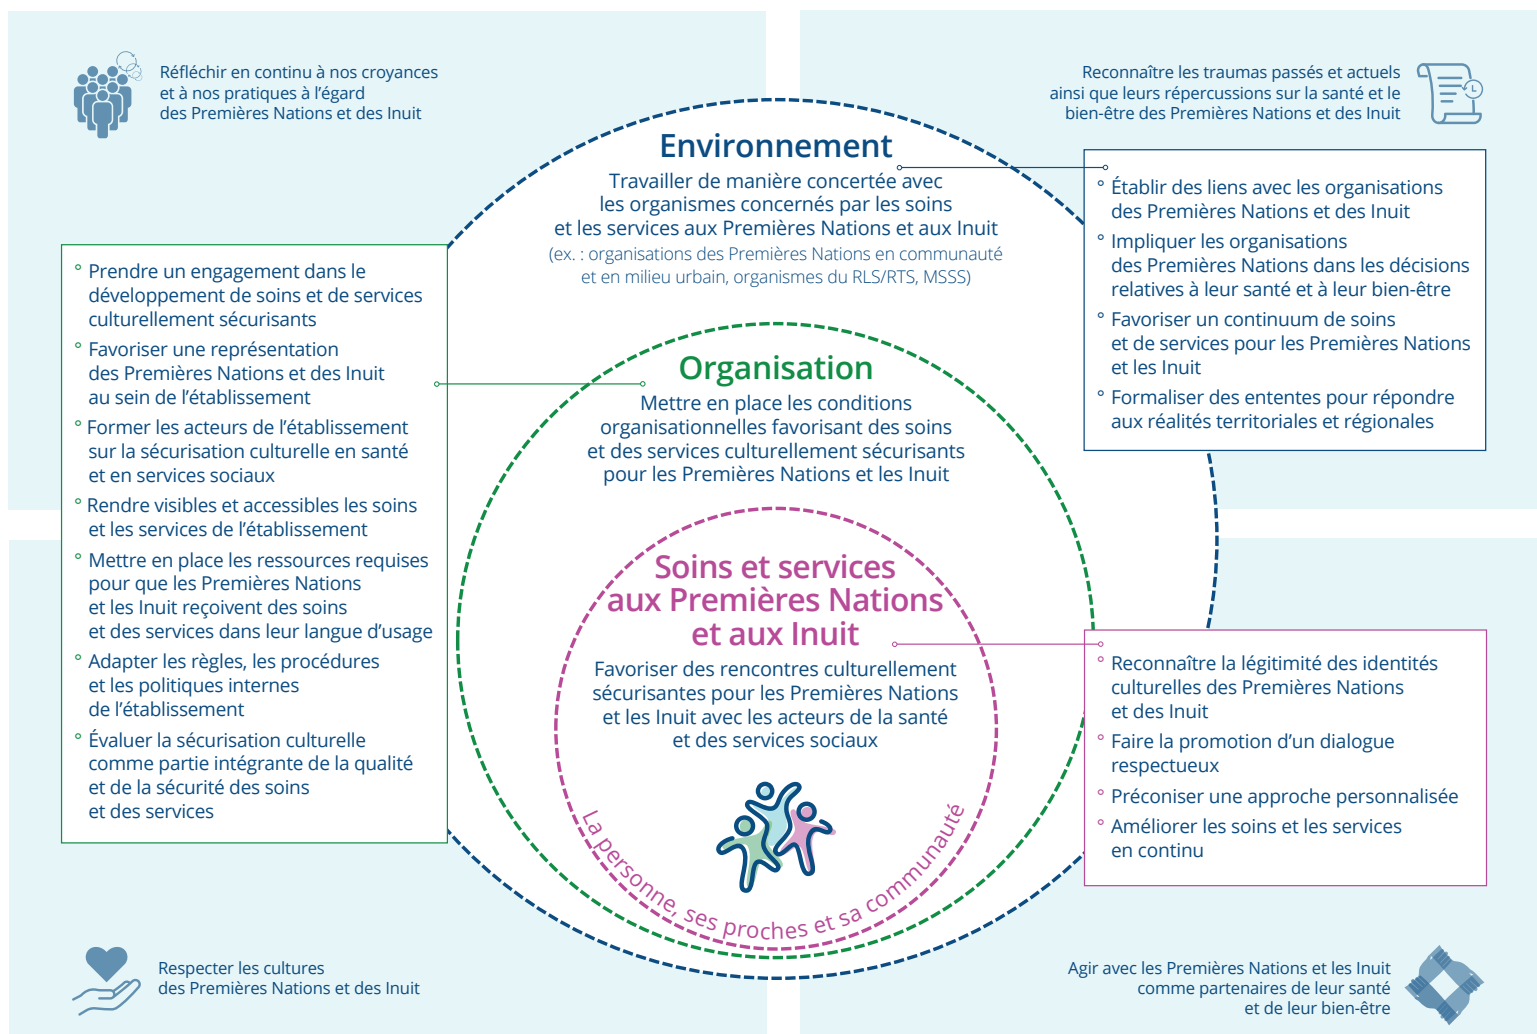 Réfléchir en continu à nos croyances
et à nos pratiques à l'égard
des Premières Nations et des Inuit
Reconnaître les traumas passés et actuels
ainsi que leurs répercussions sur la santé et le
bien-être des Premières Nations et des Inuit
Environnement
Travailler de manière concertée avec
les organismes concernés par les soins
et les services aux Premières Nations et aux Inuit
(ex. : organisations des Premières Nations en communauté
et en milieu urbain, organismes du RLS/RTS, MSSS)
° Établir des liens avec les organisations
des Premières Nations et des Inuit
° Impliquer les organisations
des Premières Nations dans les décisions
relatives à leur santé et à leur bien-être
° Favoriser un continuum de soins
et de services pour les Premières Nations
et les Inuit
° Formaliser des ententes pour répondre
aux réalités territoriales et régionales
° Prendre un engagement dans le
développement de soins et de services
culturellement sécurisants
° Favoriser une représentation
des Premières Nations et des Inuit
au sein de l'établissement
° Former les acteurs de l'établissement
sur la sécurisation culturelle en santé
et en services sociaux
° Rendre visibles et accessibles les soins
et les services de l'établissement
° Mettre en place les ressources requises
pour que les Premières Nations
et les Inuit reçoivent des soins
et des services dans leur langue d'usage
° Adapter les règles, les procédures
et les politiques internes
de l'établissement
° Évaluer la sécurisation culturelle
comme partie intégrante de la qualité
et de la sécurité des soins
et des services
Organisation
Mettre en place les conditions
organisationnelles favorisant des soins
et des services culturellement sécurisants
pour les Premières Nations et les Inuit
Soins et services
aux Premières Nations
et aux Inuit
Favoriser des rencontres culturellement
sécurisantes pour les Premières Nations
et les Inuit avec les acteurs de la santé
et des services sociaux
La personne, ses proches et sa communauté
° Reconnaître la légitimité des identités
culturelles des Premières Nations
et des Inuit
° Faire la promotion d'un dialogue
respectueux
° Préconiser une approche personnalisée
° Améliorer les soins et les services
en continu
Respecter les cultures
des Premières Nations et des Inuit
Agir avec les Premières Nations et les Inuit
comme partenaires de leur santé
et de leur bien-être